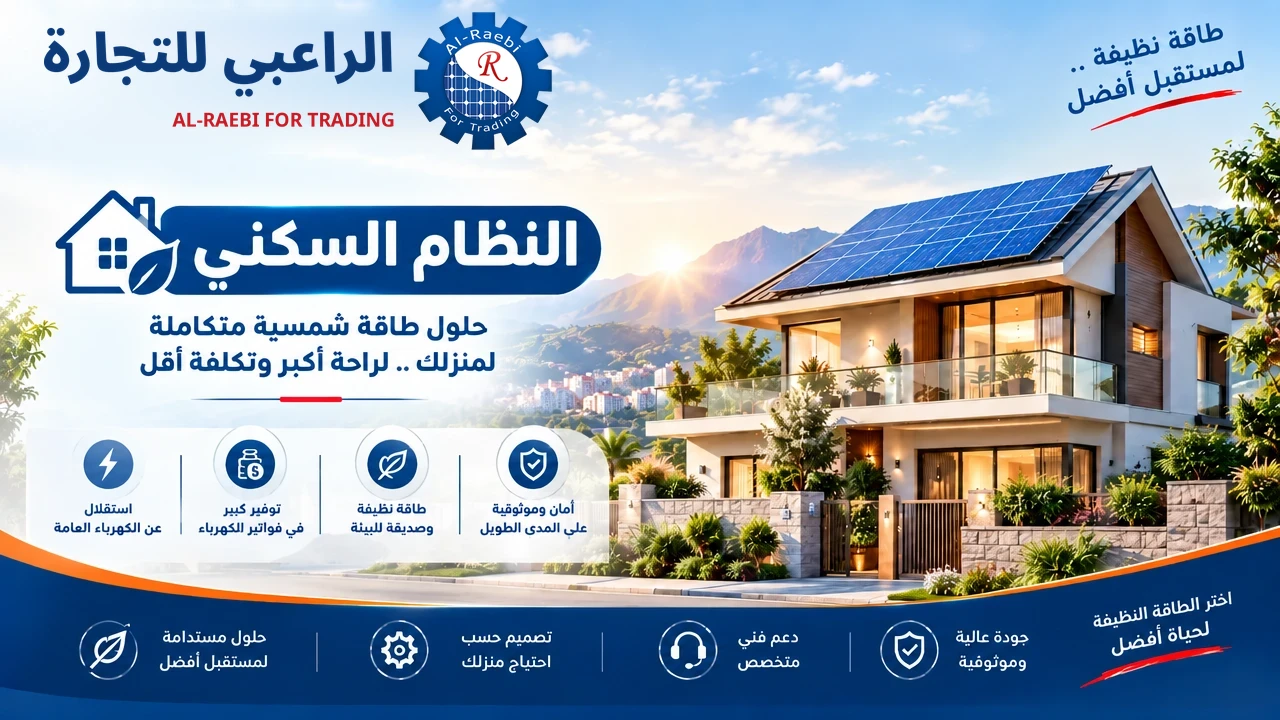 الراعبي للتجارة
AL-RAEBI FOR TRADING
Al-Raebi
R
For Trading
طاقة نظيفة ..
لمستقبل أفضل
النظام السكني
حلول طاقة شمسية متكاملة
لمنزلك .. لراحة أكبر وتكلفة أقل
أمان وموثوقية
على المدى الطويل
طاقة نظيفة
وصديقة للبيئة
توفير كبير
في فواتير الكهرباء
استقلال
عن الكهرباء العامة
اختر الطاقة النظيفة
لحياة أفضل
جودة عالية
وموثوقية
دعم فني
متخصص
تصميم حسب
احتياج منزلك
حلول مستدامة
لمستقبل أفضل